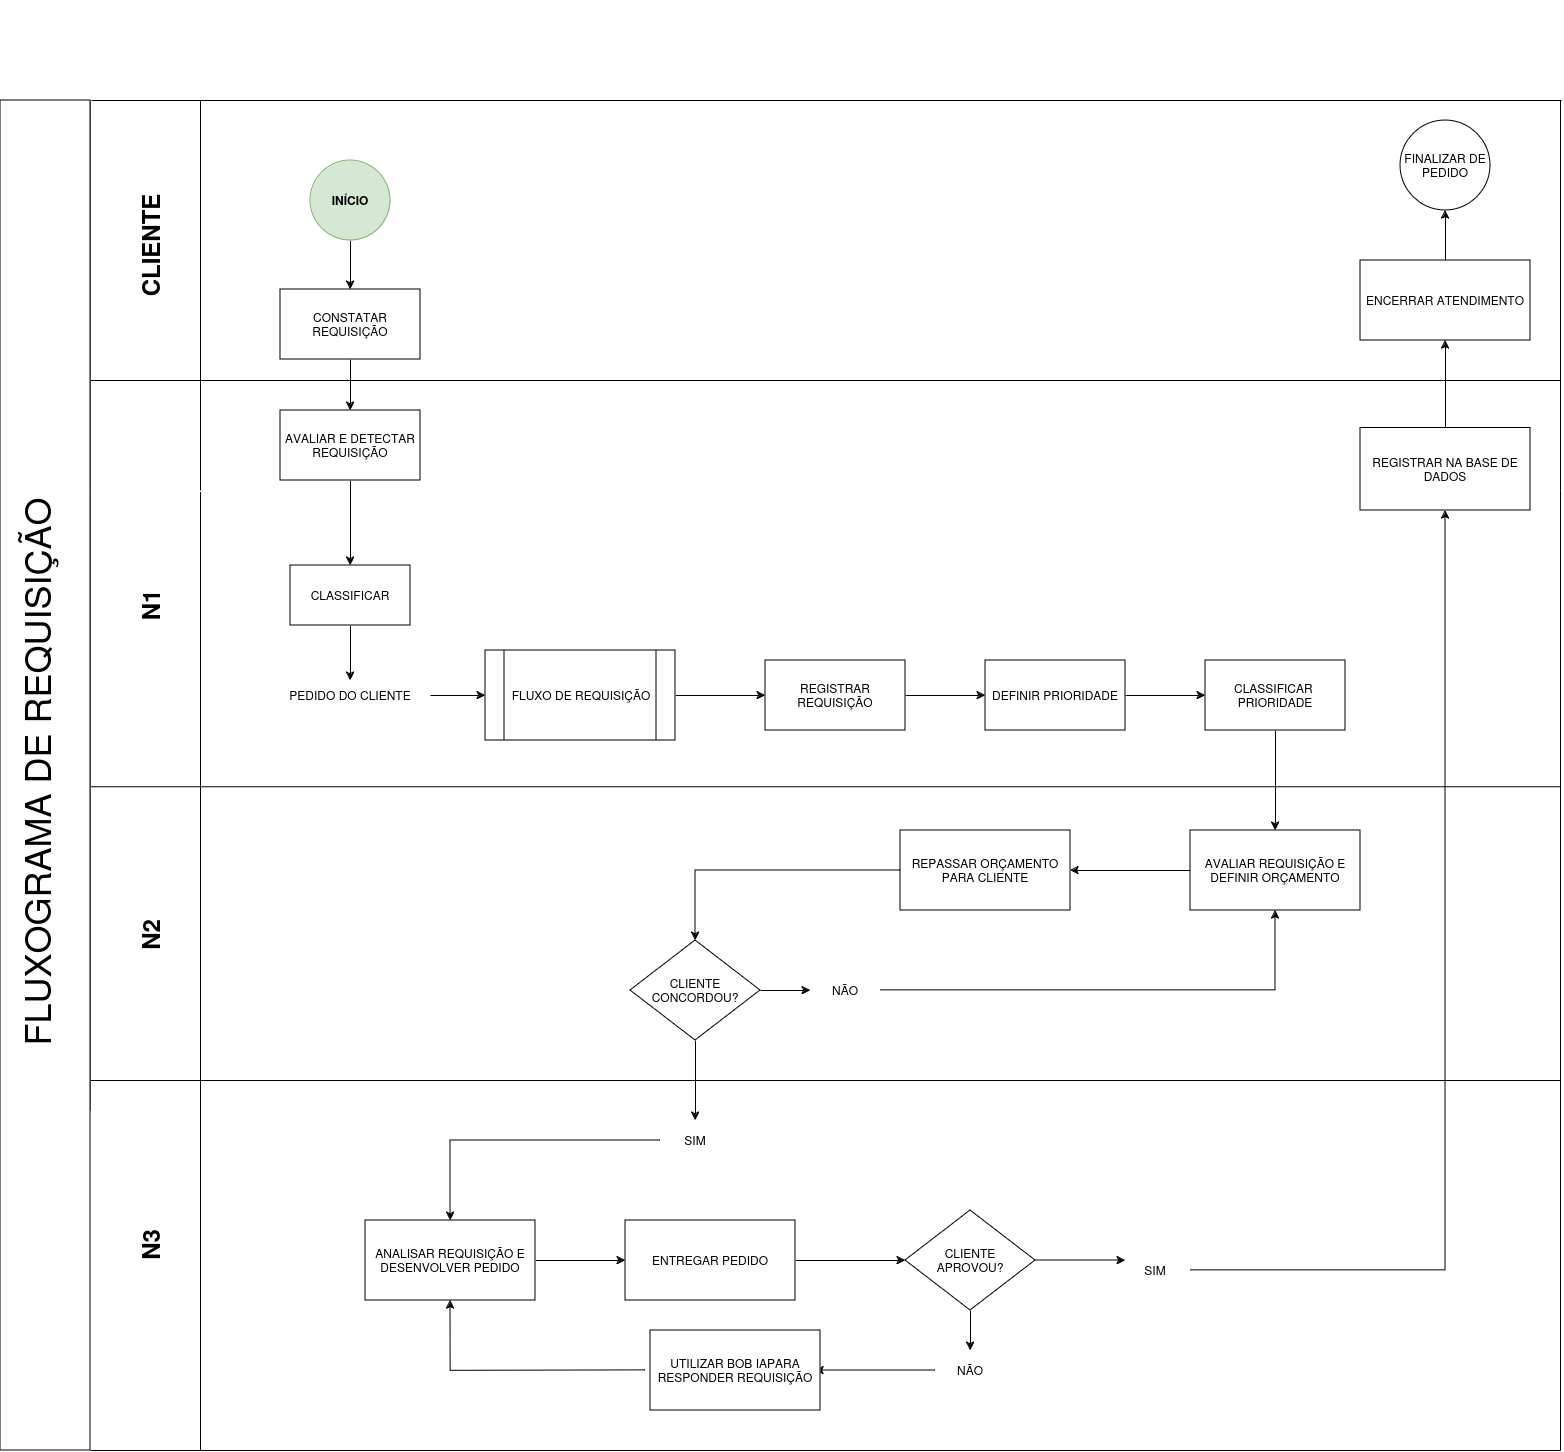 FLUXOGRAMA DE REQUISIÇÃO
CLIENTE
INÍCIO
CONSTATAR
REQUISIÇÃO
FINALIZAR DE
PEDIDO
ENCERRAR ATENDIMENTO
N1
AVALIAR E DETECTAR
REQUISIÇÃO
REGISTRAR NA BASE DE
DADOS
CLASSIFICAR
PEDIDO DO CLIENTE
FLUXO DE REQUISIÇÃO
REGISTRAR
REQUISIÇÃO
DEFINIR PRIORIDADE
CLASSIFICAR
PRIORIDADE
N2
AVALIAR REQUISIÇÃO E
DEFINIR ORÇAMENTO
REPASSAR ORÇAMENTO
PARA CLIENTE
CLIENTE
CONCORDOU?
NÃO
N3
SIM
ANALISAR REQUISIÇÃO E
DESENVOLVER PEDIDO
ENTREGAR PEDIDO
CLIENTE
APROVOU?
SIM
NÃO
UTILIZAR BOB IAPARA
RESPONDER REQUISIÇÃO